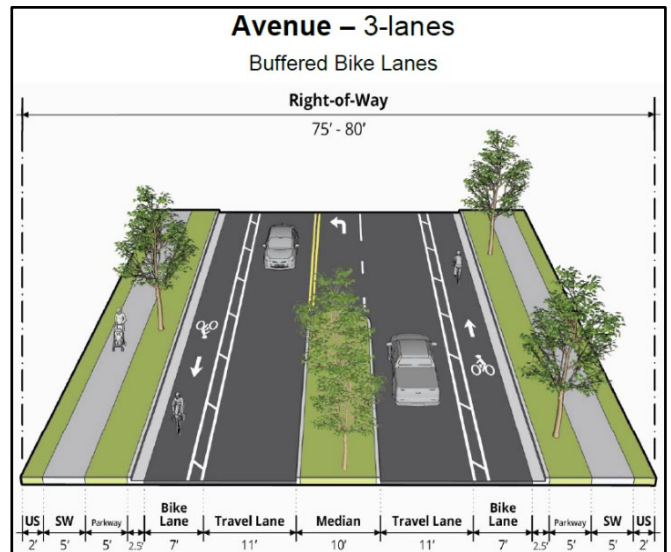 Avenue – 3-lanes
Buffered Bike Lanes
Right-of-Way
75' - 80'
US SW Parkway Bike Lane Travel Lane Median Travel Lane Bike Lane Parkway SW US
2' 5' 5' 2.5' 7' 11' 10' 11' 7' 2.5' 5' 5' 2'